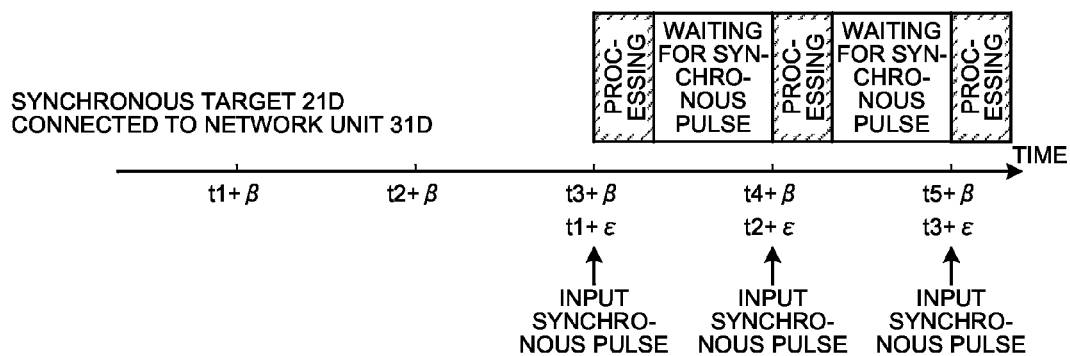 PROC-
ESSING
WAITING
FOR SYN-
CHRO-
NOUS
PULSE
PROC-
ESSING
WAITING
FOR SYN-
CHRO-
NOUS
PULSE
PROC-
ESSING
SYNCHRONOUS TARGET 21D
CONNECTED TO NETWORK UNIT 31D
TIME
t1+ β
t2+ β
t3+ β
t4+ β
t5+ β
t1+ ε
t2+ ε
t3+ ε
INPUT
SYNCHRO-
NOUS PULSE
INPUT
SYNCHRO-
NOUS PULSE
INPUT
SYNCHRO-
NOUS PULSE